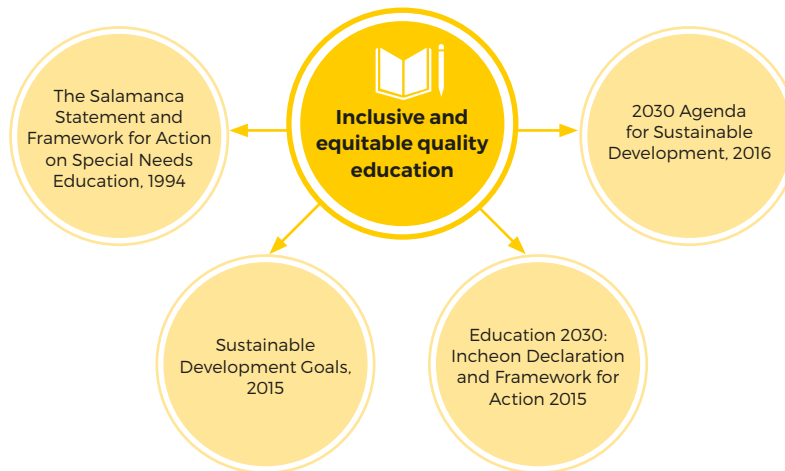 Inclusive and
equitable quality
education
The Salamanca
Statement and
Framework for Action
on Special Needs
Education, 1994
2030 Agenda
for Sustainable
Development, 2016
Sustainable
Development Goals,
2015
Education 2030:
Incheon Declaration
and Framework for
Action 2015